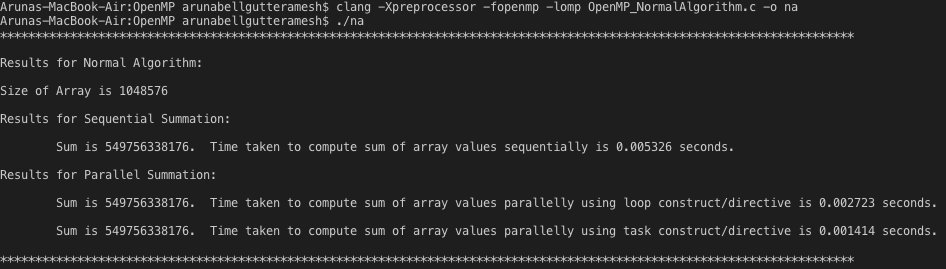 Arunas-MacBook-Air:OpenMP arunabellgutteramesh$ clang -Xpreprocessor -fopenmp -lomp OpenMP_NormalAlgorithm.c -o na
Arunas-MacBook-Air:OpenMP arunabellgutteramesh$ ./na
**************************************************************************************************************************
Results for Normal Algorithm:
Size of Array is 1048576
Results for Sequential Summation:
Sum is 549756338176.  Time taken to compute sum of array values sequentially is 0.005326 seconds.
Results for Parallel Summation:
Sum is 549756338176.  Time taken to compute sum of array values parallelly using loop construct/directive is 0.002723 seconds.
Sum is 549756338176.  Time taken to compute sum of array values parallelly using task construct/directive is 0.001414 seconds.
**************************************************************************************************************************